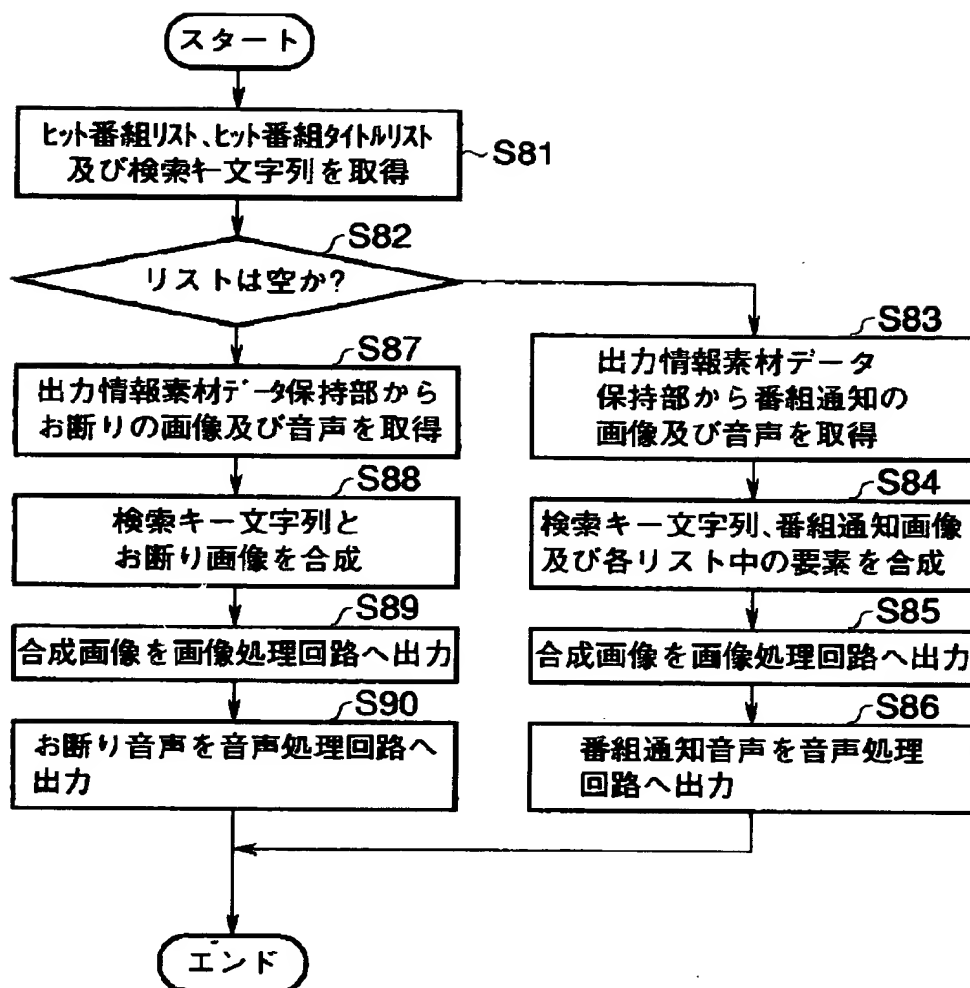 スタート
ヒット番組リスト、ヒット番組タイトルリスト
及び検索キー文字列を取得
S81
S82
リストは空か?
S87
出力情報素材データ保持部から
お断りの画像及び音声を取得
S88
検索キー文字列と
お断り画像を合成
S89
合成画像を画像処理回路へ出力
S90
お断り音声を音声処理回路へ
出力
S83
出力情報素材データ
保持部から番組通知の
画像及び音声を取得
S84
検索キー文字列、番組通知画像
及び各リスト中の要素を合成
S85
合成画像を画像処理回路へ出力
S86
番組通知音声を音声処理
回路へ出力
エンド